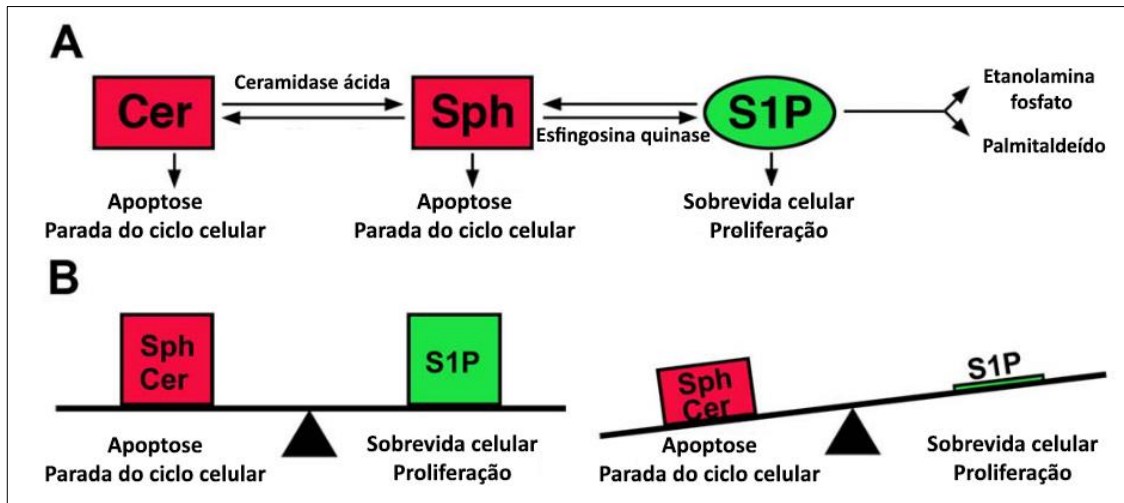 A
Cer
Ceramidase ácida
Sph
Esfingosina quinase
S1P
Etanolamina
fosfato
Palmitaldeído
Apoptose
Parada do ciclo celular
Apoptose
Parada do ciclo celular
Sobrevida celular
Proliferação
B
Sph
Cer
S1P
Apoptose
Parada do ciclo celular
Sobrevida celular
Proliferação
Sph
Cer
S1P
Apoptose
Parada do ciclo celular
Sobrevida celular
Proliferação